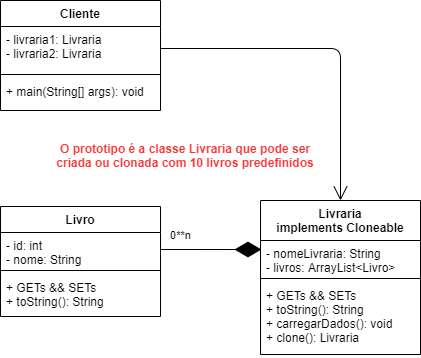 Cliente
- livraria1: Livraria
- livraria2: Livraria
+ main(String[] args): void
O prototipo é a classe Livraria que pode ser
criada ou clonada com 10 livros predefinidos
Livro
- id: int
- nome: String
+ GETs && SETs
+ toString(): String
0**n
Livraria
implements Cloneable
- nomeLivraria: String
- livros: ArrayList<Livro>
+ GETs && SETs
+ toString(): String
+ carregarDados(): void
+ clone(): Livraria